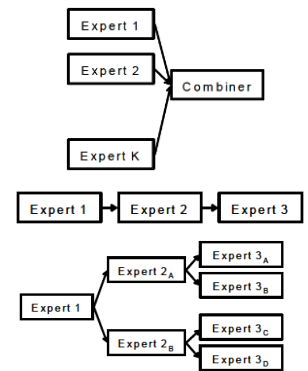 Expert 1
Expert 2
Combiner
Expert K
Expert 1 Expert 2 Expert 3
Expert 3A
Expert 2A
Expert 3B
Expert 1
Expert 3C
Expert 2B
Expert 3D